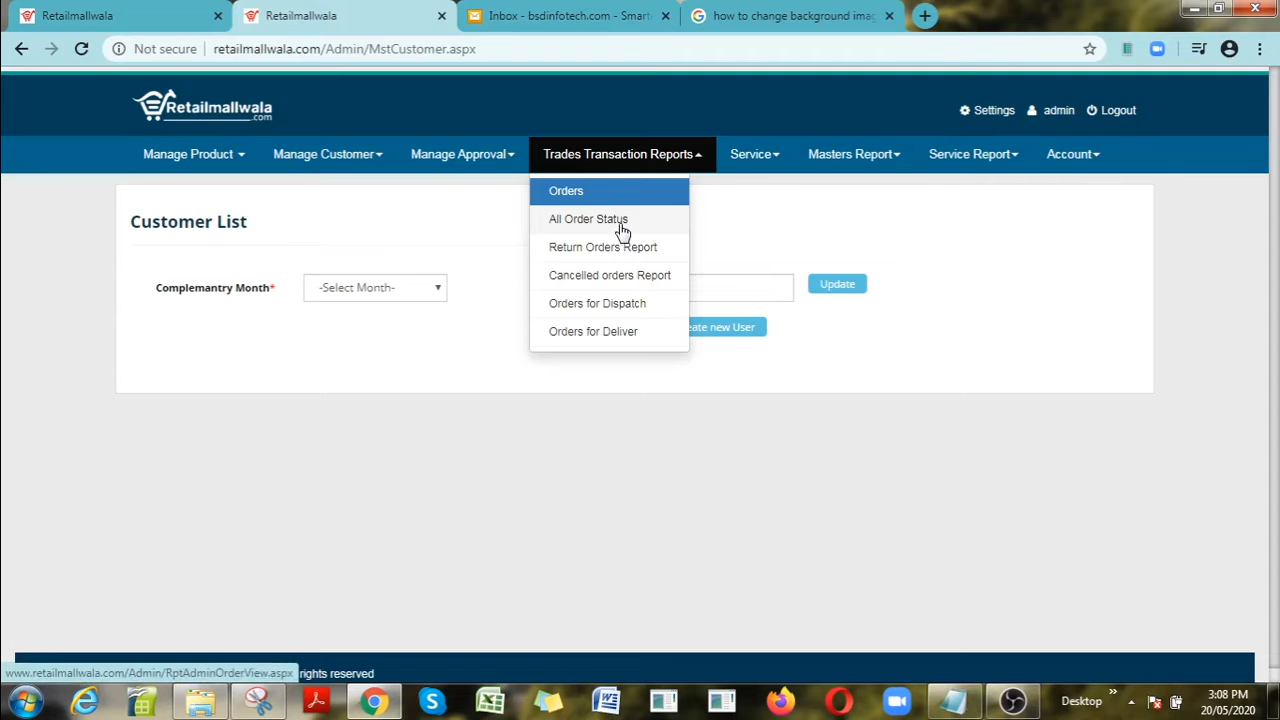 Retailmallwala
Retailmallwala
Inbox - bsdinfotech.com - Smart
how to change background imag
Not secure
retailmallwala.com/Admin/MstCustomer.aspx
Retailmallwala
.com
Settings
admin
Logout
Manage Product
Manage Customer
Manage Approval
Trades Transaction Reports
Service
Masters Report
Service Report
Account
Orders
All Order Status
Return Orders Report
Cancelled orders Report
Orders for Dispatch
Orders for Deliver
Customer List
Complemantry Month*
-Select Month-
Update
eate new User
www.retailmallwala.com/Admin/RptAdminOrderView.aspx
rights reserved
Desktop
3:08 PM
20/05/2020